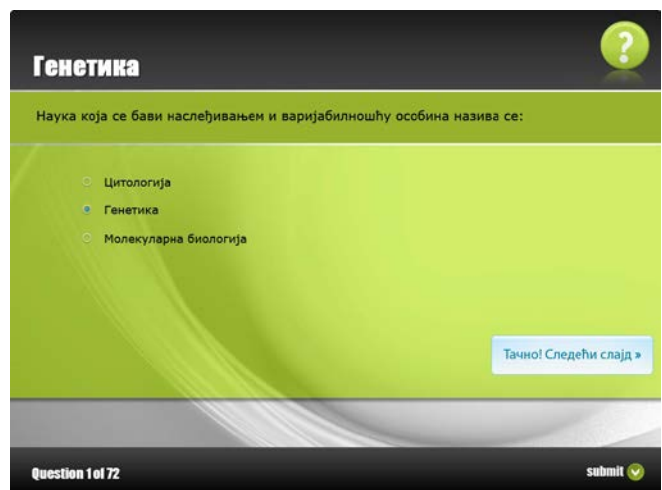 Генетика
?
Наука која се бави наслеђивањем и варијабилношћу особина назива се:
Цитологија
Генетика
Молекуларна биологија
Тачно! Следећи слајд »
Question 1 of 72
submit